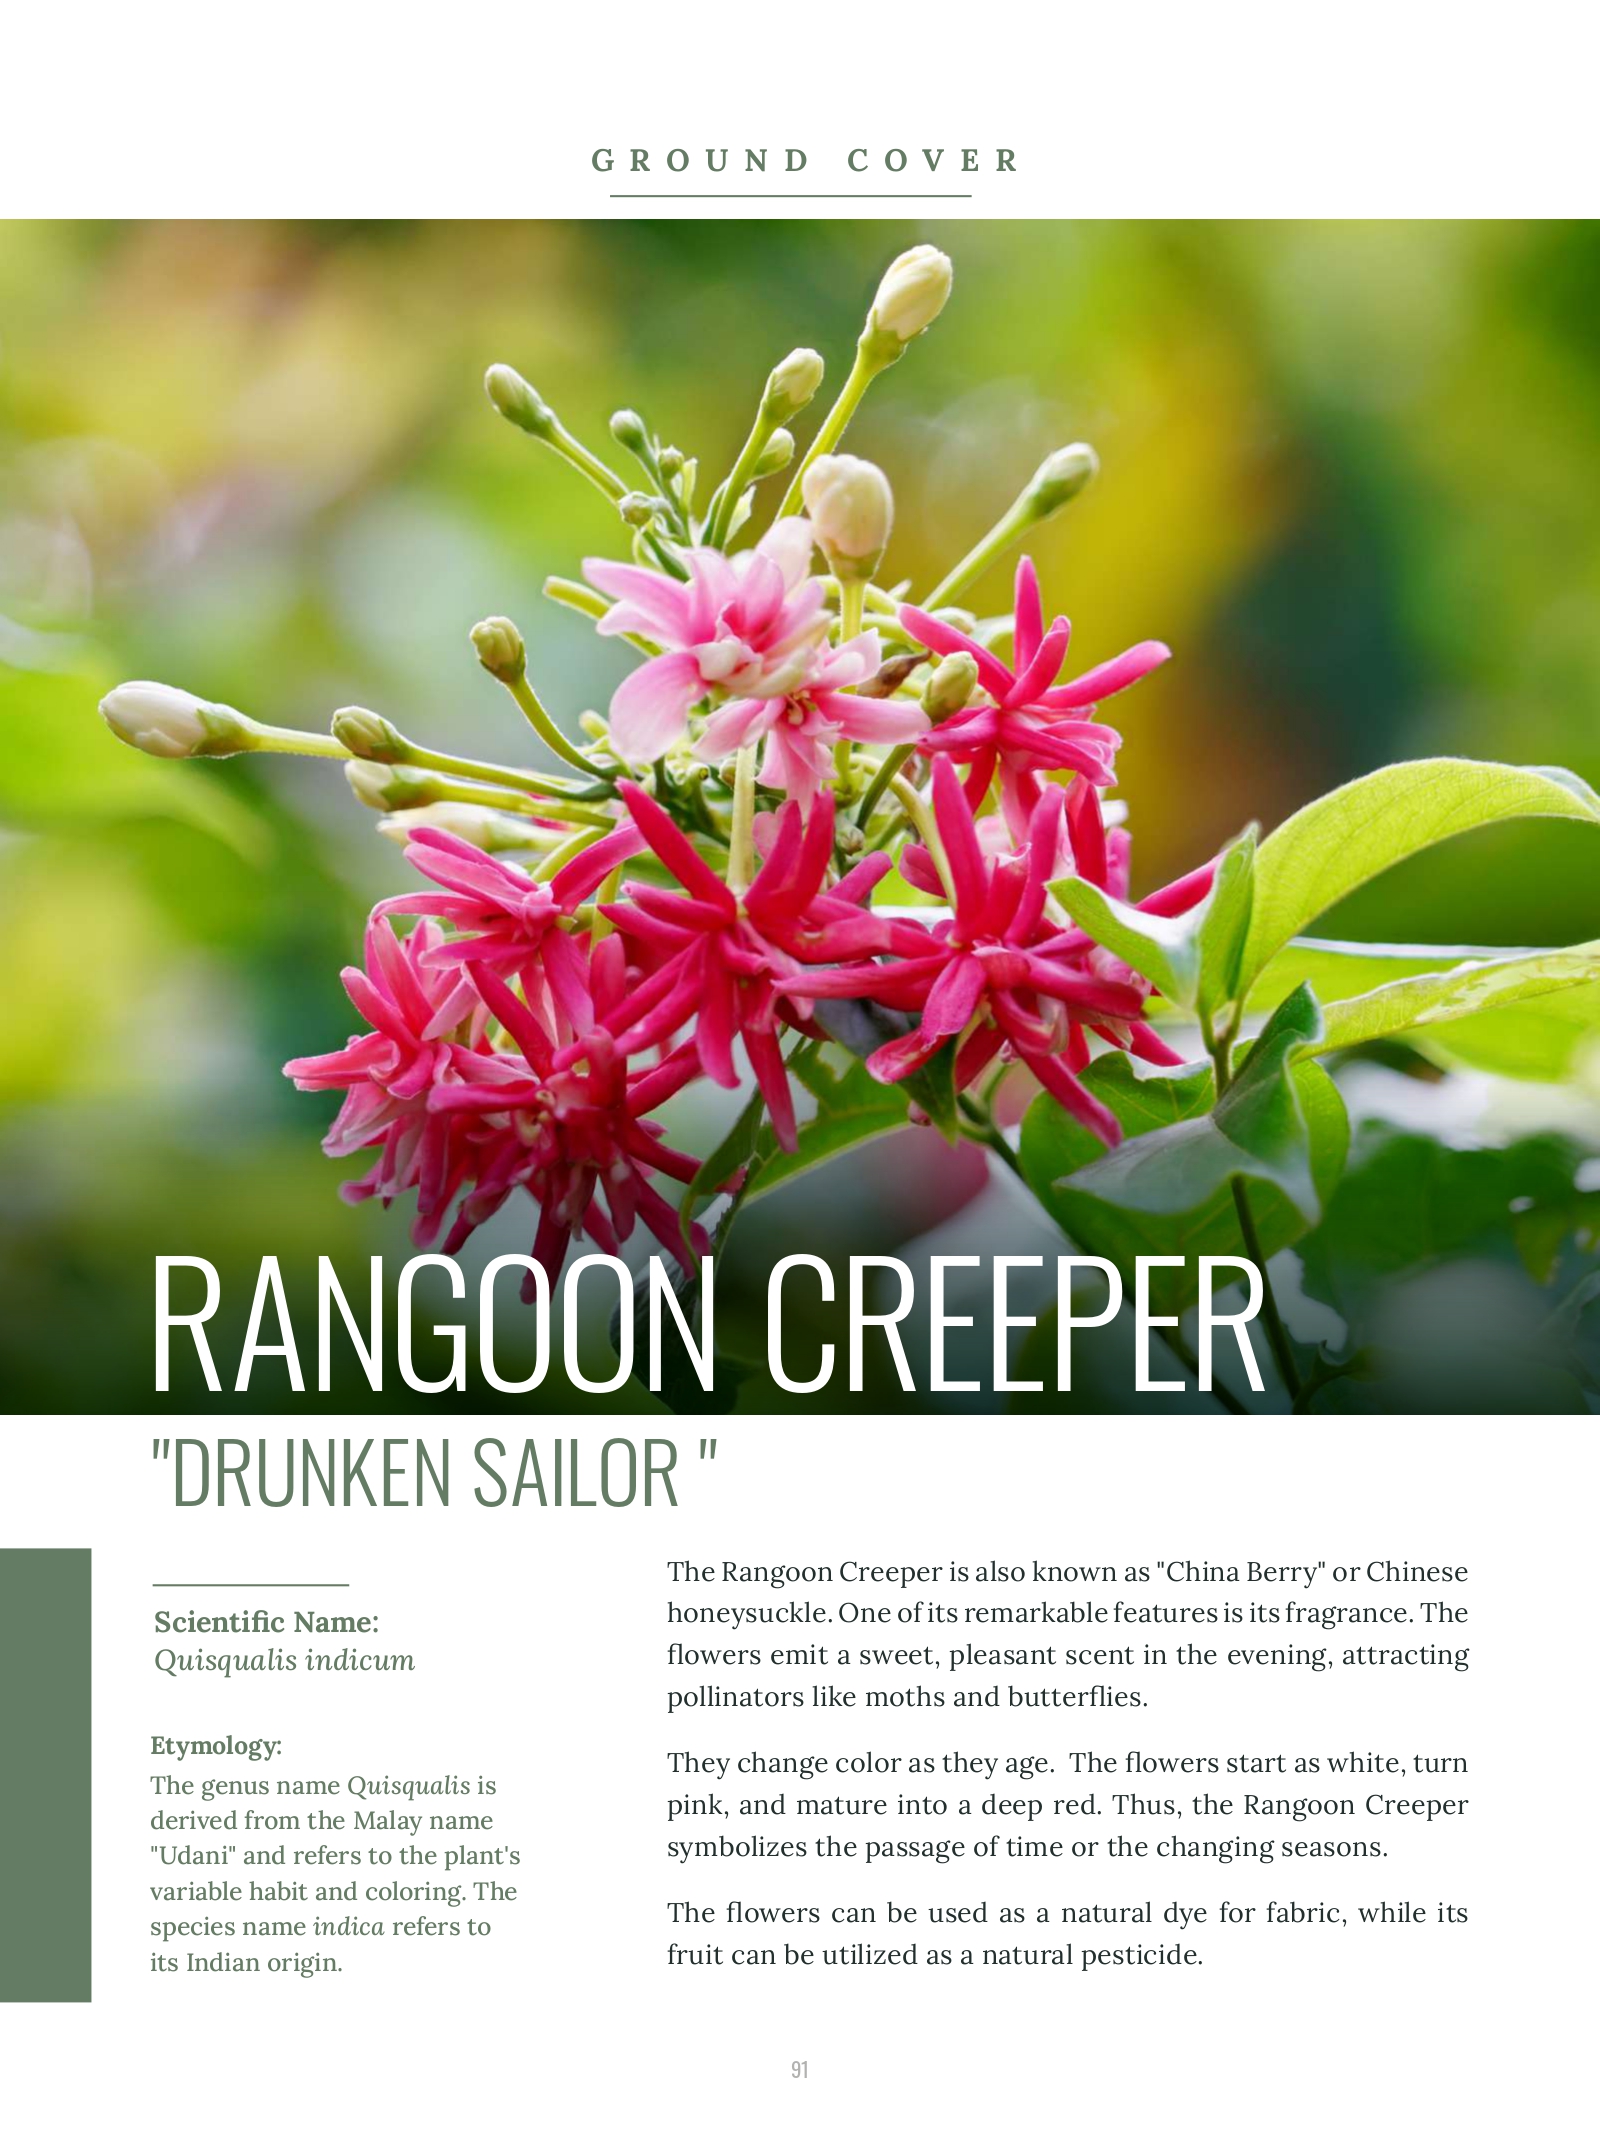 GROUND COVER
RANGOON CREEPER
"DRUNKEN SAILOR "
Scientific Name:
Quisqualis indicum
Etymology:
The genus name Quisqualis is
derived from the Malay name
"Udani" and refers to the plant's
variable habit and coloring. The
species name indica refers to
its Indian origin.
The Rangoon Creeper is also known as "China Berry" or Chinese
honeysuckle. One of its remarkable features is its fragrance. The
flowers emit a sweet, pleasant scent in the evening, attracting
pollinators like moths and butterflies.
They change color as they age.  The flowers start as white, turn
pink, and mature into a deep red. Thus, the Rangoon Creeper
symbolizes the passage of time or the changing seasons.
The flowers can be used as a natural dye for fabric, while its
fruit can be utilized as a natural pesticide.
91